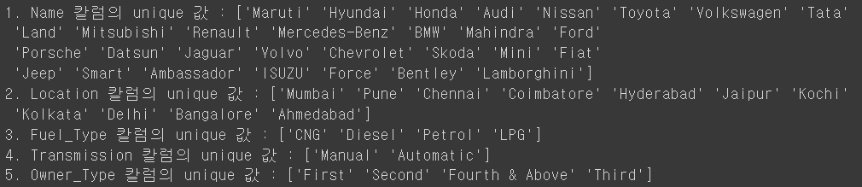 1. Name 칼럼의 unique 값 : ['Maruti' 'Hyundai' 'Honda' 'Audi' 'Nissan' 'Toyota' 'Volkswagen' 'Tata'
'Land' 'Mitsubishi' 'Renault' 'Mercedes-Benz' 'BMW' 'Mahindra' 'Ford'
'Porsche' 'Datsun' 'Jaguar' 'Volvo' 'Chevrolet' 'Skoda' 'Mini' 'Fiat'
'Jeep' 'Smart' 'Ambassador' 'ISUZU' 'Force' 'Bentley' 'Lamborghini']
2. Location 칼럼의 unique 값 : ['Mumbai' 'Pune' 'Chennai' 'Coimbatore' 'Hyderabad' 'Jaipur' 'Kochi'
'Kolkata' 'Delhi' 'Bangalore' 'Ahmedabad']
3. Fuel_Type 칼럼의 unique 값 : ['CNG' 'Diesel' 'Petrol' 'LPG']
4. Transmission 칼럼의 unique 값 : ['Manual' 'Automatic']
5. Owner_Type 칼럼의 unique 값 : ['First' 'Second' 'Fourth & Above' 'Third']